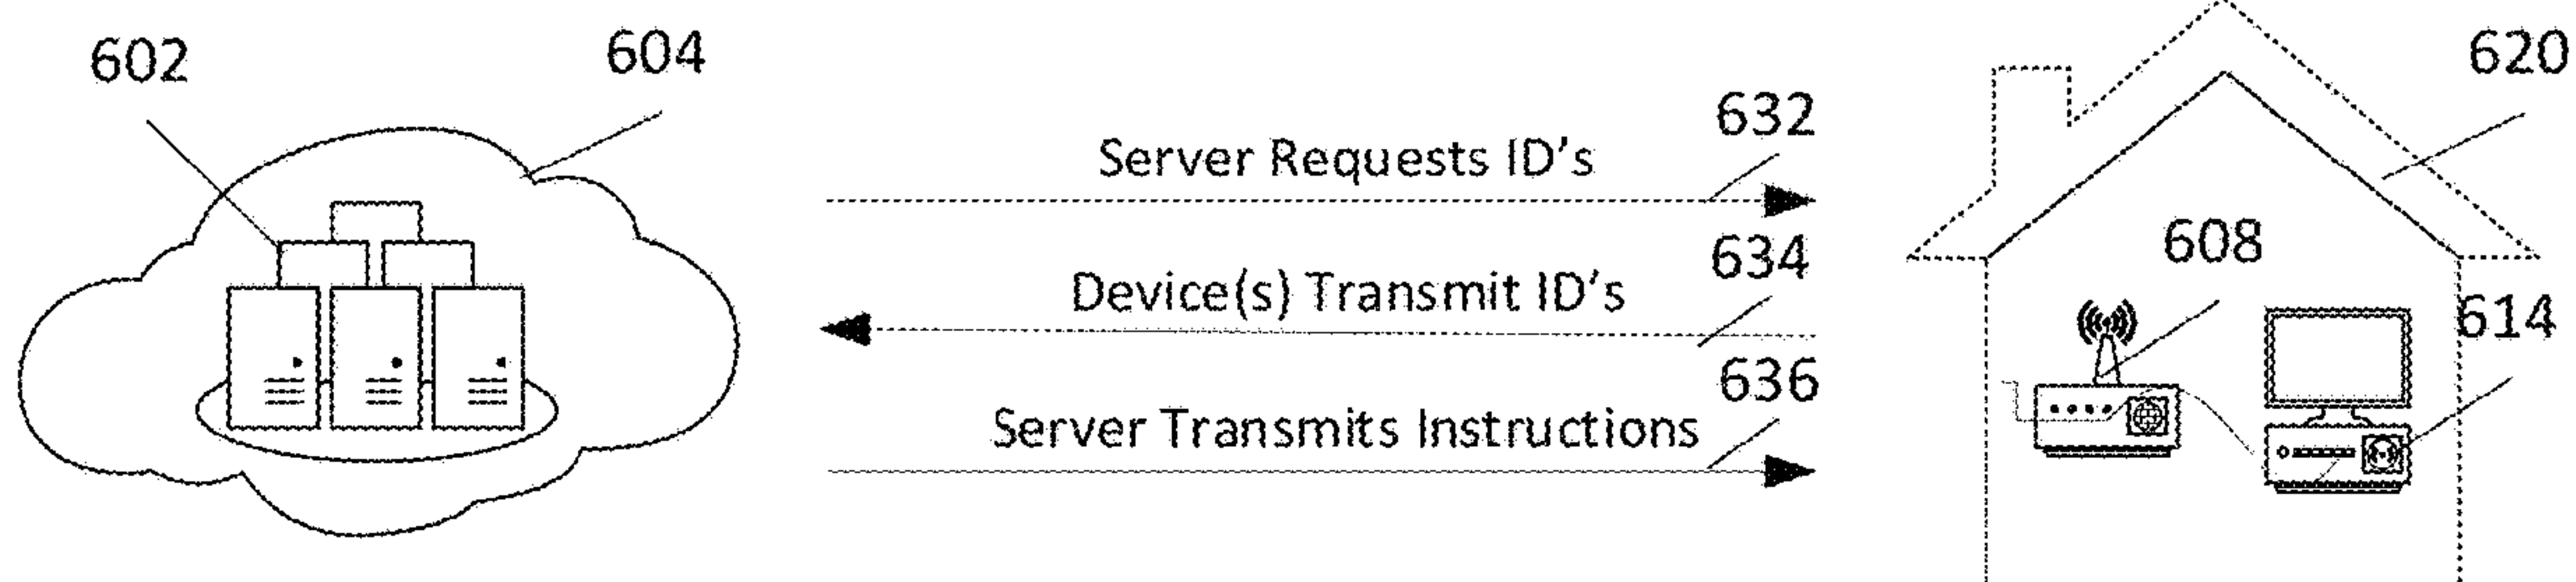 602
604
620
632
Server Requests ID's
608
634
Device(s) Transmit ID's
614
636
Server Transmits Instructions